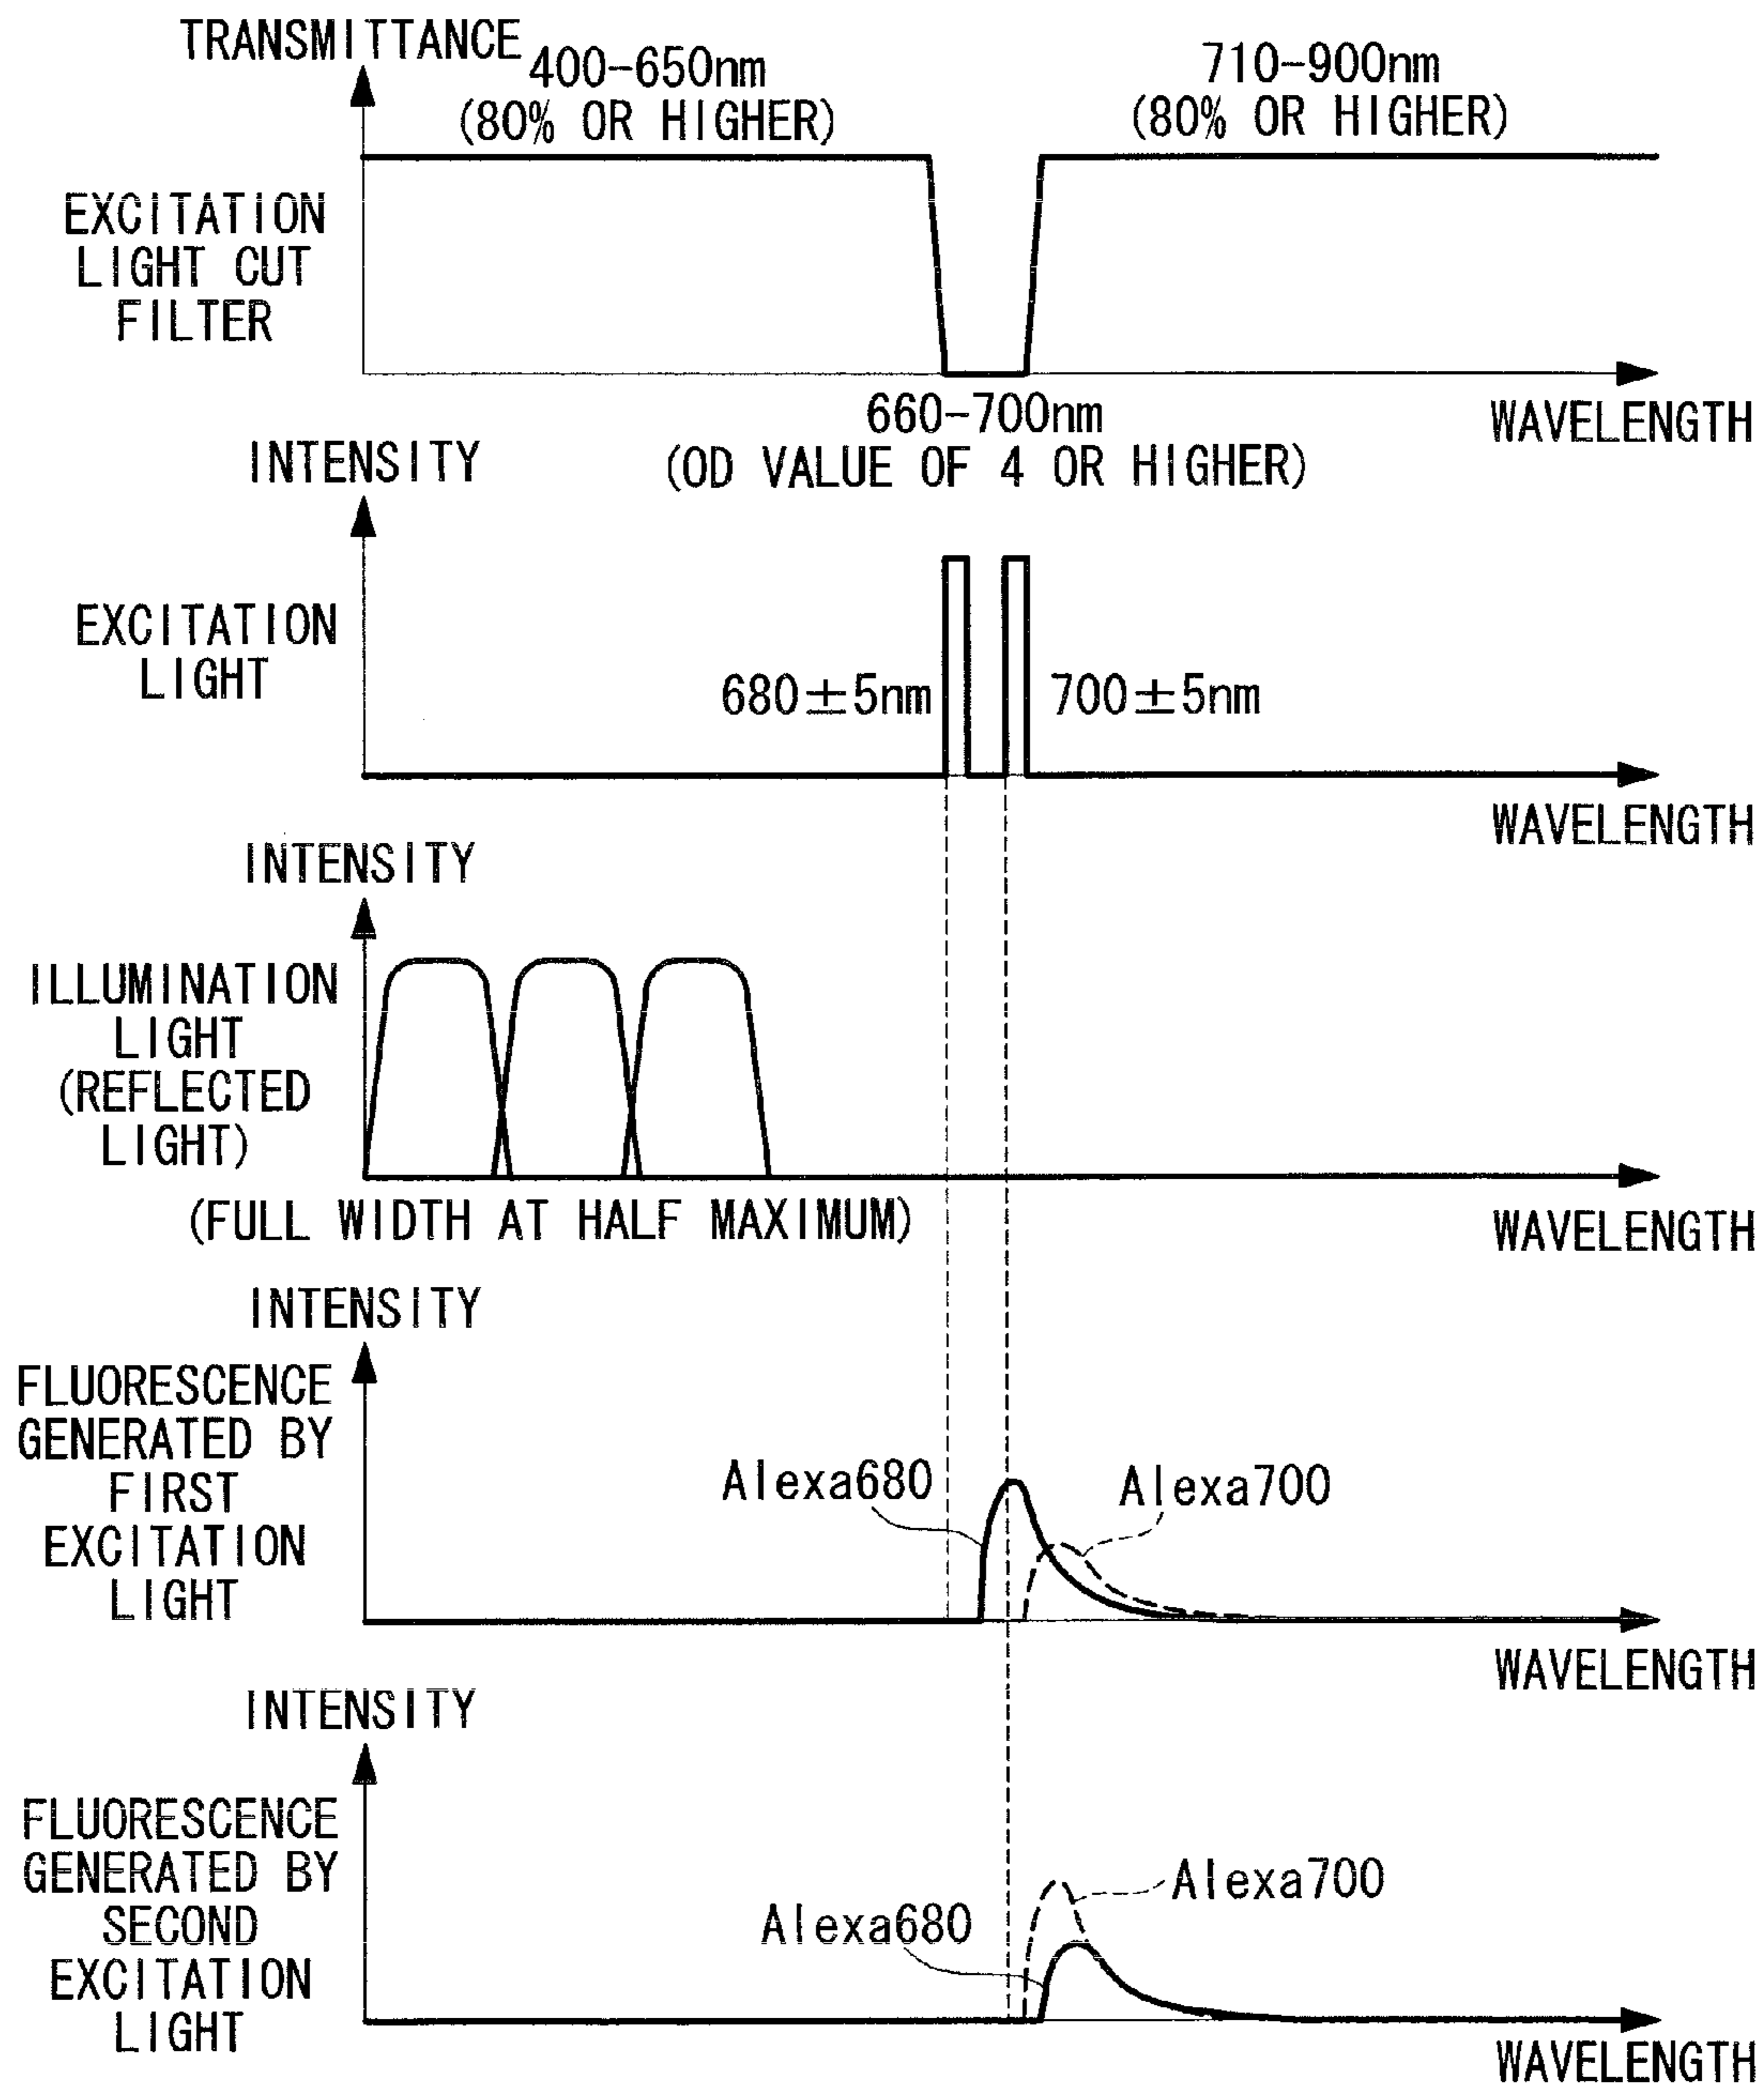 TRANSMITTANCE
400-650nm
(80% OR HIGHER)
710-900nm
(80% OR HIGHER)
EXCITATION
LIGHT CUT
FILTER
660-700nm
(OD VALUE OF 4 OR HIGHER)
WAVELENGTH
INTENSITY
EXCITATION
LIGHT
680±5nm
700±5nm
WAVELENGTH
INTENSITY
ILLUMINATION
LIGHT
(REFLECTED
LIGHT)
(FULL WIDTH AT HALF MAXIMUM)
WAVELENGTH
INTENSITY
FLUORESCENCE
GENERATED BY
FIRST
EXCITATION
LIGHT
Alexa680
Alexa700
WAVELENGTH
INTENSITY
FLUORESCENCE
GENERATED BY
SECOND
EXCITATION
LIGHT
Alexa680
Alexa700
WAVELENGTH